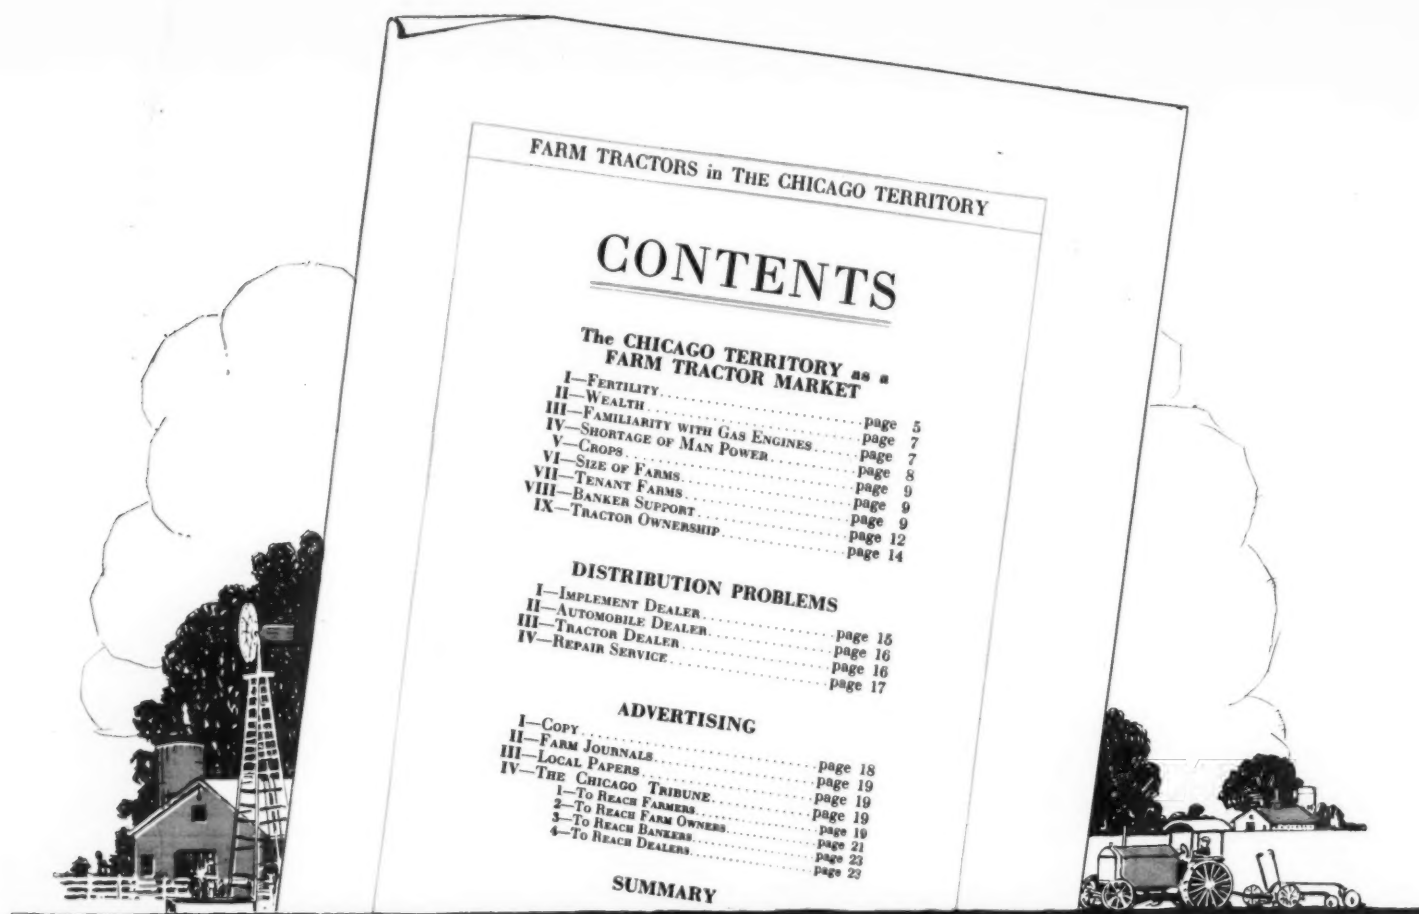 FARM TRACTORS in THE CHICAGO TERRITORY
CONTENTS
The CHICAGO TERRITORY as a
FARM TRACTOR MARKET
I—FERTILITY.......... page 5
II—WEALTH.......... page 7
III—FAMILIARITY WITH GAS ENGINES.......... page 7
IV—SHORTAGE OF MAN POWER.......... page 8
V—CROPS.......... page 9
VI—SIZE OF FARMS.......... page 9
VII—TENANT FARMS.......... page 9
VIII—BANKER SUPPORT.......... page 12
IX—TRACTOR OWNERSHIP.......... page 14
DISTRIBUTION PROBLEMS
I—IMPLEMENT DEALER.......... page 15
II—AUTOMOBILE DEALER.......... page 16
III—TRACTOR DEALER.......... page 16
IV—REPAIR SERVICE.......... page 17
ADVERTISING
I—COPY.......... page 18
II—FARM JOURNALS.......... page 19
III—LOCAL PAPERS.......... page 19
IV—THE CHICAGO TRIBUNE.......... page 19
1—TO REACH FARMERS.......... page 19
2—TO REACH FARM OWNERS.......... page 21
3—TO REACH BANKERS.......... page 23
4—TO REACH DEALERS.......... page 23
SUMMARY